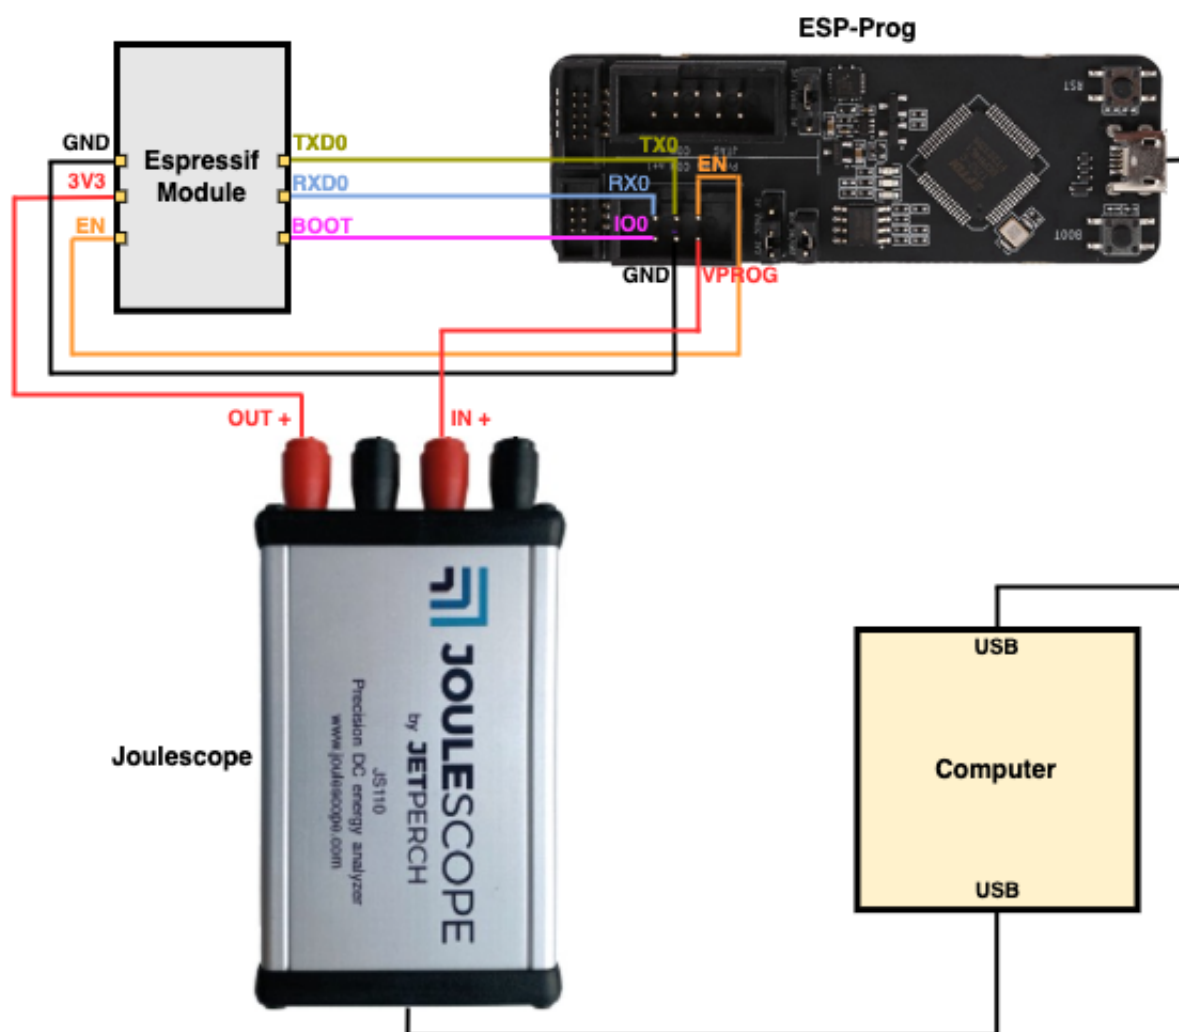 ESP-Prog
GND
3V3
EN
Espressif
Module
TXD0
RXD0
BOOT
TX0
EN
RX0
IO0
GND
VPROG
RST
JTAG
BOOT
OUT +
IN +
JOULESCOPE
by JETPERCH
JS110
Precision DC energy analyzer
www.joulescope.com
Joulescope
USB
Computer
USB